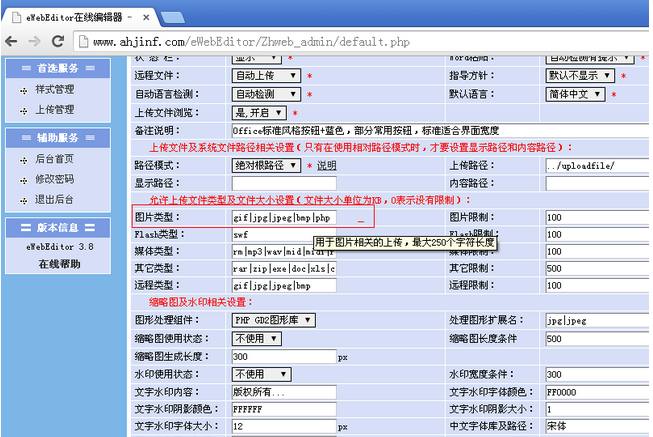 eWebEditor在线编辑器 -
www.ahjinf.com/eWebEditor/Zhweb_admin/default.php
首选服务
样式管理
上传管理
辅助服务
后台首页
修改密码
退出后台
版本信息
eWebEditor 3.8
在线帮助
状 态 栏： 显示 * Word粘贴： 自动检测有提示 *
远程文件： 自动上传 * 指导方针： 默认不显示 *
自动语言检测： 自动检测 * 默认语言： 简体中文 *
上传文件浏览： 是,开启 *
备注说明： Office标准风格按钮+蓝色，部分常用按钮，标准适合界面宽度
上传文件及系统文件路径相关设置（只有在使用相对路径模式时，才要设置显示路径和内容路径）：
路径模式： 绝对根路径 * 说明 上传路径： ../uploadfile/
显示路径： 内容路径：
允许上传文件类型及文件大小设置（文件大小单位为KB，0表示没有限制）：
图片类型： gif|jpg|jpeg|bmp|php 图片限制： 100
Flash类型： swf Flash限制： 100
用于图片相关的上传，最大250个字符长度
媒体类型： rm|mp3|wav|mid|midi|r 媒体限制： 100
其它类型： rar|zip|exe|doc|xls|c 其它限制： 500
远程类型： gif|jpg|jpeg|bmp 远程限制： 100
缩略图及水印相关设置：
图形处理组件： PHP GD2图形库 处理图形扩展名： jpg|jpeg
缩略图使用状态： 不使用 缩略图长度条件 500
缩略图生成长度： 300 px
水印使用状态： 不使用 水印宽度条件： 300
文字水印内容： 版权所有... 文字水印字体颜色： FF0000
文字水印阴影颜色： FFFFFF 文字水印阴影大小： 1
文字水印字体大小： 12 px 中文字体库及路径： 宋体